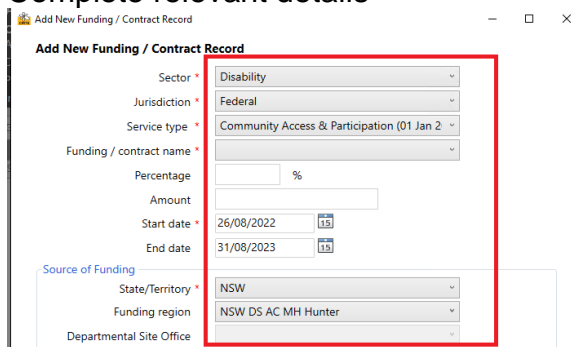 Complete relevant details
Add New Funding / Contract Record
Add New Funding / Contract Record
Sector * Disability
Jurisdiction * Federal
Service type * Community Access & Participation (01 Jan 2
Funding / contract name *
Percentage %
Amount
Start date * 26/08/2022 15
End date 31/08/2023 15
Source of Funding
State/Territory * NSW
Funding region NSW DS AC MH Hunter
Departmental Site Office